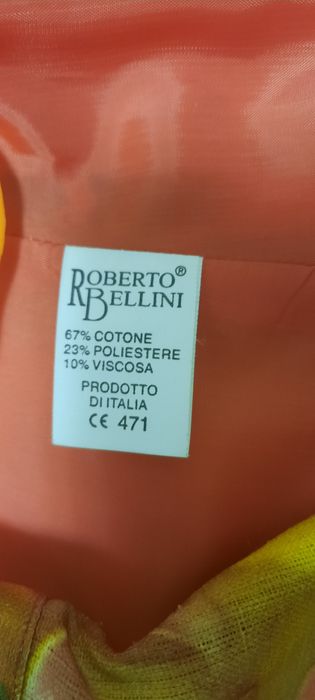 ROBERTO®
BELLINI
67% COTONE
23% POLIESTERE
10% VISCOSA
PRODOTTO
DI ITALIA
CE 471